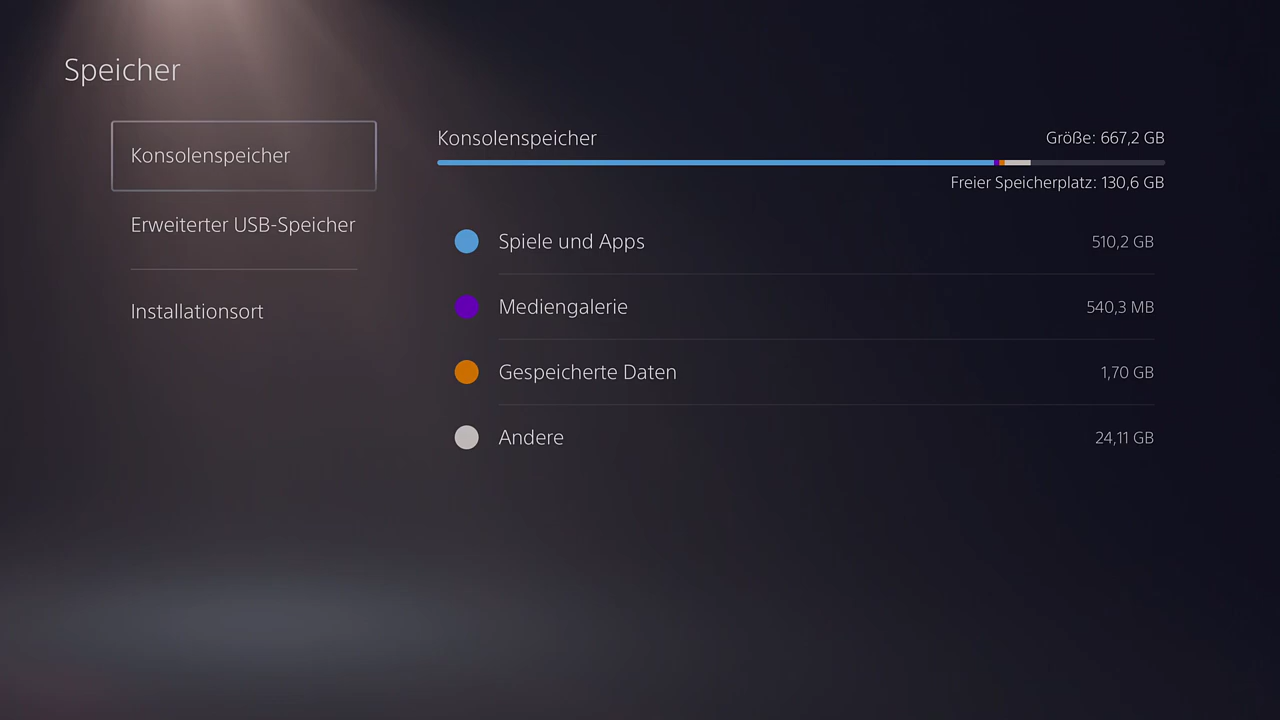 Speicher
Konsolenspeicher
Erweiterter USB-Speicher
Installationsort
Konsolenspeicher
Größe: 667,2 GB
Freier Speicherplatz: 130,6 GB
Spiele und Apps
510,2 GB
Mediengalerie
540,3 MB
Gespeicherte Daten
1,70 GB
Andere
24,11 GB